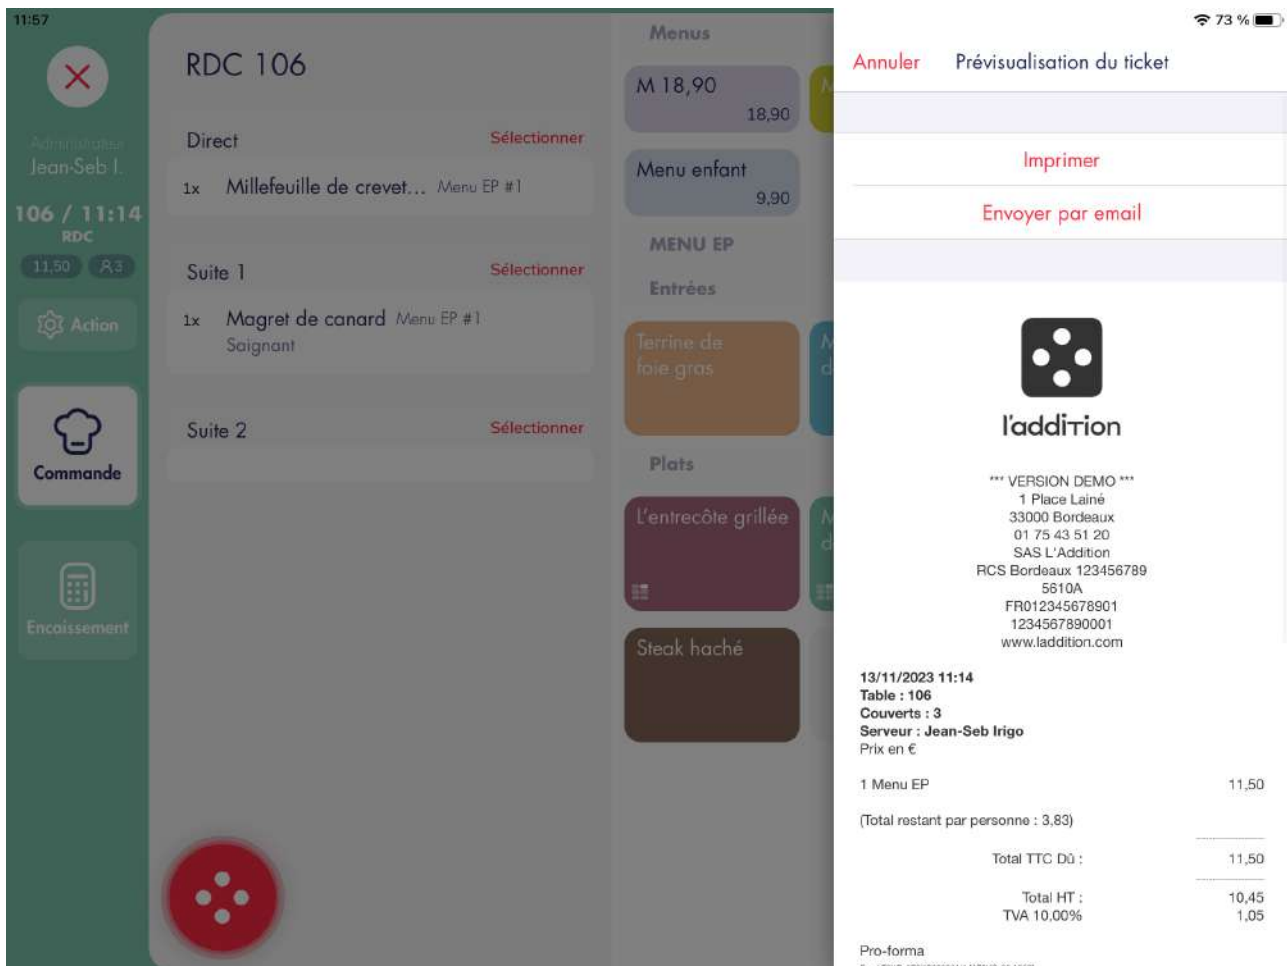 11:57
73 %
Administrateur
Jean-Seb I.
106 / 11:14
RDC
11,50
3
Action
Commande
Encaissement
RDC 106
Direct
Sélectionner
1x Millefeuille de crevet... Menu EP #1
Suite 1
Sélectionner
1x Magret de canard Menu EP #1
Saignant
Suite 2
Sélectionner
Menus
M 18,90
18,90
M
Menu enfant
9,90
MENU EP
Entrées
Terrine de
foie gras
M
d
Plats
L'entrecôte grillée
M
d
Steak haché
Annuler
Prévisualisation du ticket
Imprimer
Envoyer par email
l'addition
*** VERSION DEMO ***
1 Place Lainé
33000 Bordeaux
01 75 43 51 20
SAS L'Addition
RCS Bordeaux 123456789
5610A
FR012345678901
1234567890001
www.laddition.com
13/11/2023 11:14
Table : 106
Couverts : 3
Serveur : Jean-Seb Irigo
Prix en €
1 Menu EP 11,50
(Total restant par personne : 3,83)
Total TTC Dû : 11,50
Total HT : 10,45
TVA 10,00% 1,05
Pro-forma